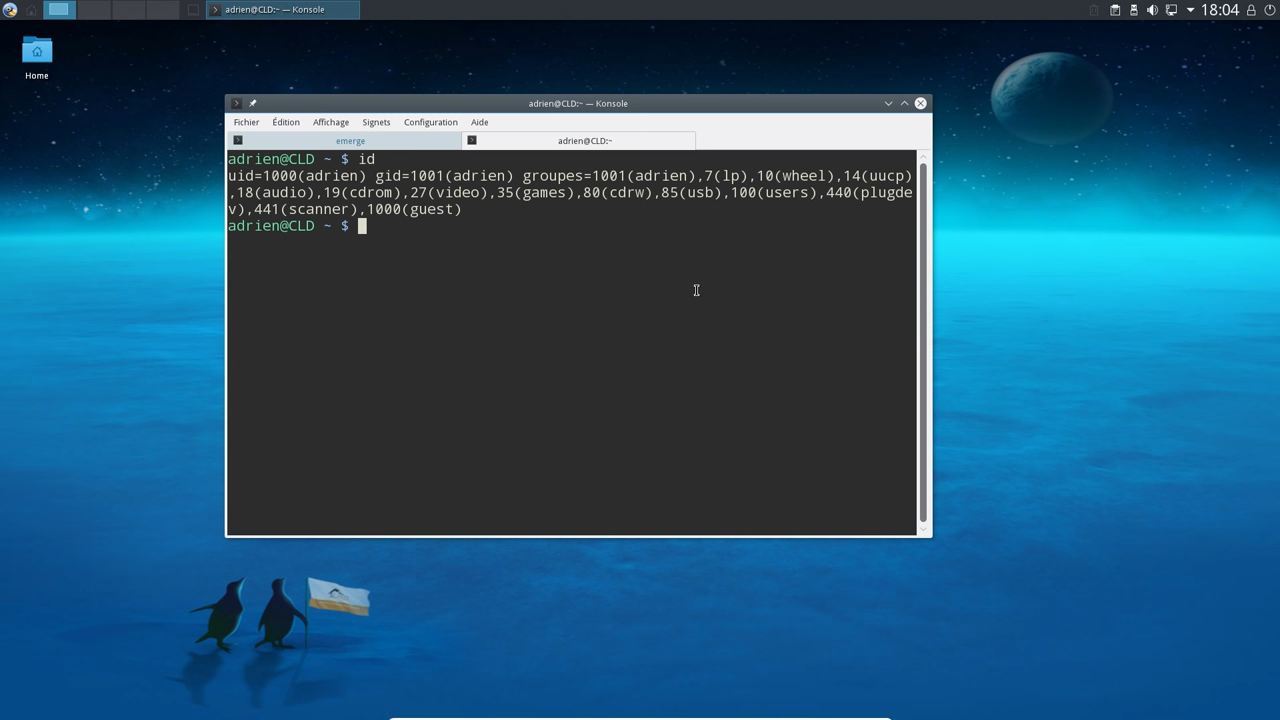 adrien@CLD:~ — Konsole
18:04
Home
adrien@CLD:~ — Konsole
Fichier Édition Affichage Signets Configuration Aide
emerge adrien@CLD:~
adrien@CLD ~ $ id
uid=1000(adrien) gid=1001(adrien) groupes=1001(adrien),7(lp),10(wheel),14(uucp)
,18(audio),19(cdrom),27(video),35(games),80(cdrw),85(usb),100(users),440(plugde
v),441(scanner),1000(guest)
adrien@CLD ~ $